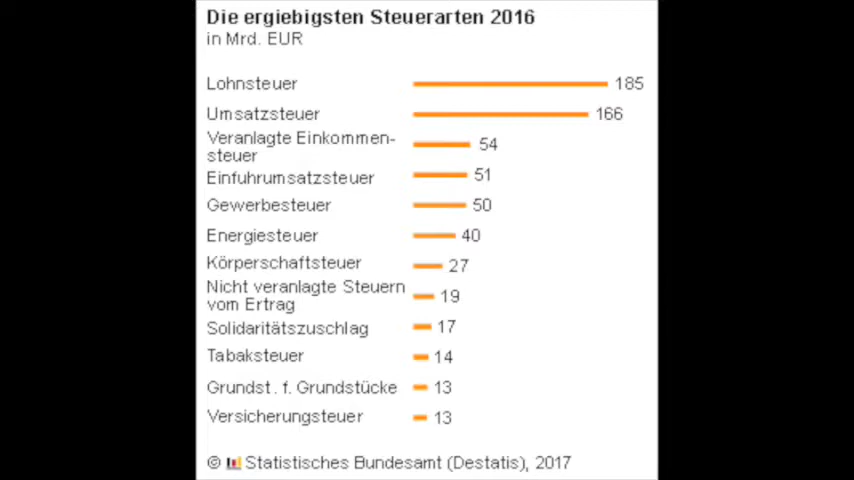 Die ergiebigsten Steuerarten 2016
in Mrd. EUR
Lohnsteuer 185
Umsatzsteuer 166
Veranlagte Einkommen-
steuer 54
Einfuhrumsatzsteuer 51
Gewerbesteuer 50
Energiesteuer 40
Körperschaftsteuer 27
Nicht veranlagte Steuern
vom Ertrag 19
Solidaritätszuschlag 17
Tabaksteuer 14
Grundst. f. Grundstücke 13
Versicherungsteuer 13
© Statistisches Bundesamt (Destatis), 2017